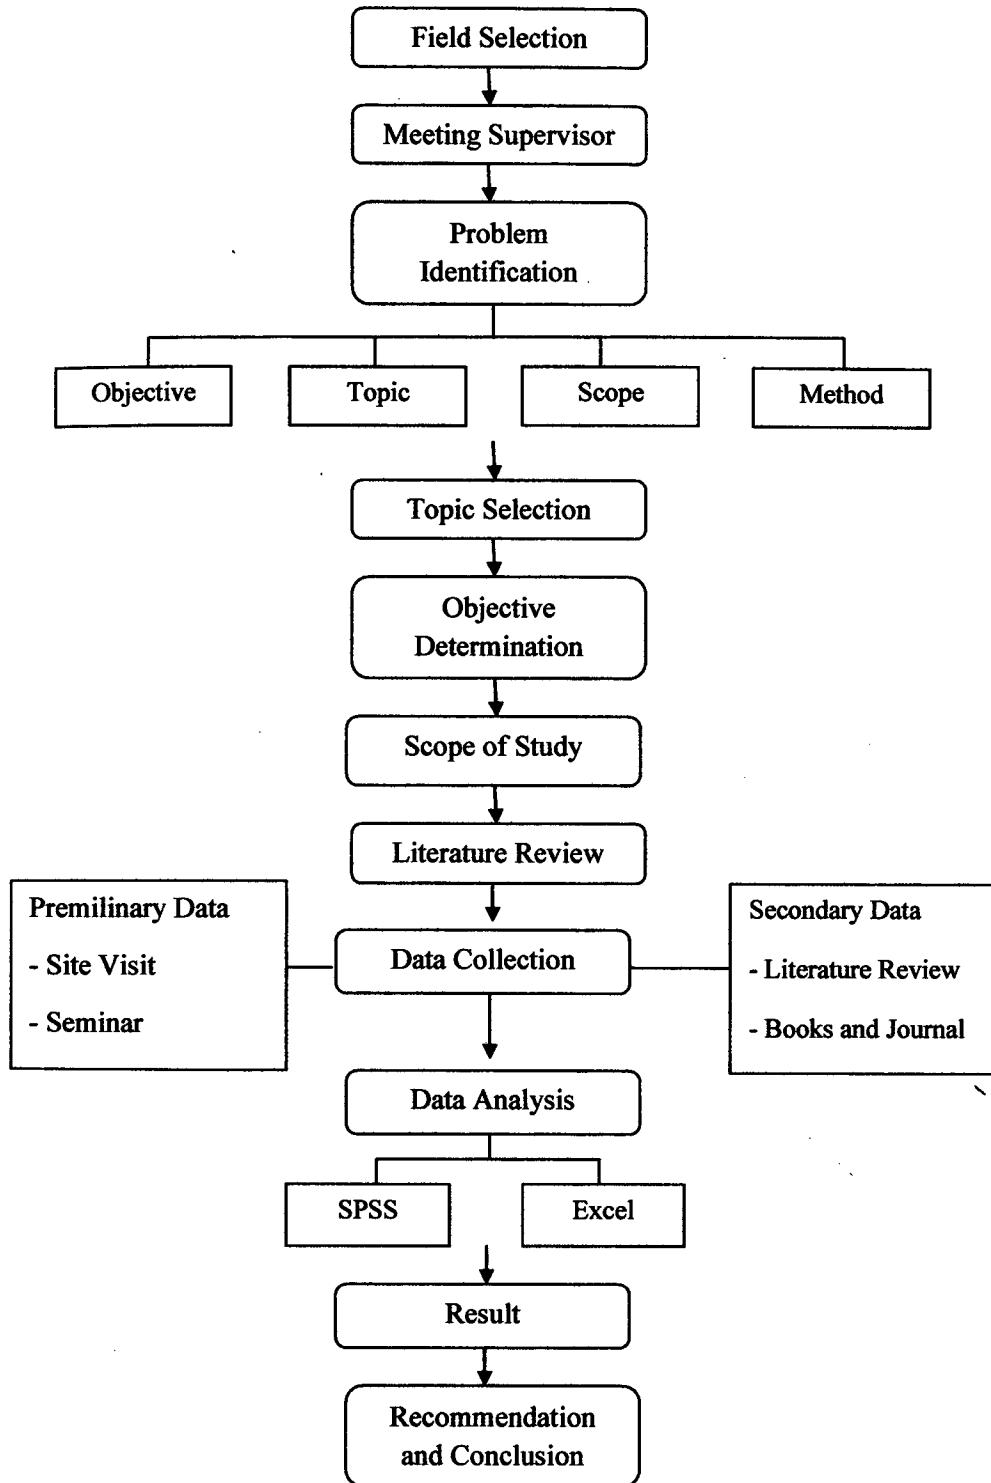 Field Selection
Meeting Supervisor
Problem
Identification
Objective
Topic
Scope
Method
Topic Selection
Objective
Determination
Scope of Study
Literature Review
Premilinary Data
- Site Visit
- Seminar
Data Collection
Secondary Data
- Literature Review
- Books and Journal
Data Analysis
SPSS
Excel
Result
Recommendation
and Conclusion